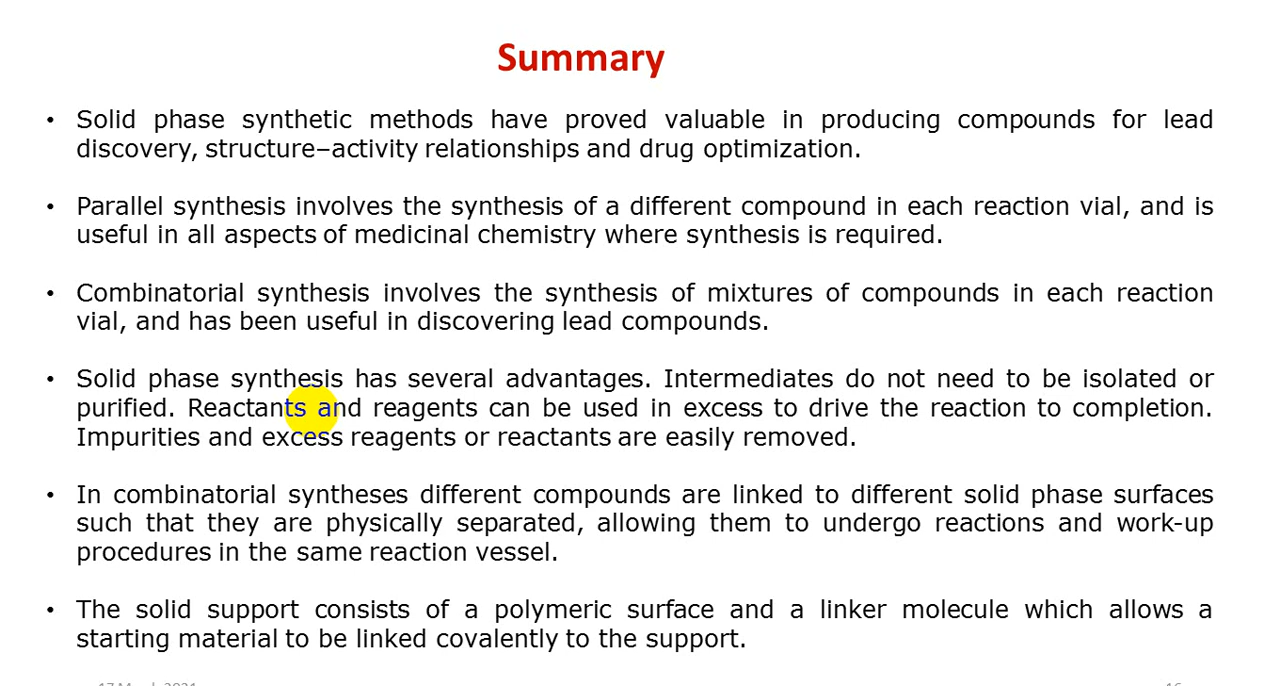 Summary
• Solid phase synthetic methods have proved valuable in producing compounds for lead
discovery, structure–activity relationships and drug optimization.
• Parallel synthesis involves the synthesis of a different compound in each reaction vial, and is
useful in all aspects of medicinal chemistry where synthesis is required.
• Combinatorial synthesis involves the synthesis of mixtures of compounds in each reaction
vial, and has been useful in discovering lead compounds.
• Solid phase synthesis has several advantages. Intermediates do not need to be isolated or
purified. Reactants and reagents can be used in excess to drive the reaction to completion.
Impurities and excess reagents or reactants are easily removed.
• In combinatorial syntheses different compounds are linked to different solid phase surfaces
such that they are physically separated, allowing them to undergo reactions and work-up
procedures in the same reaction vessel.
• The solid support consists of a polymeric surface and a linker molecule which allows a
starting material to be linked covalently to the support.